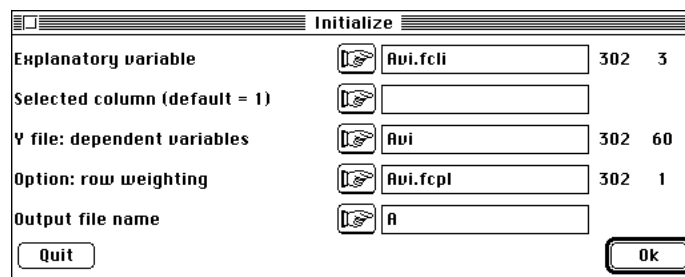 Initialize
Explanatory variable Avi.fcli 302 3
Selected column (default = 1)
Y file: dependent variables Avi 302 60
Option: row weighting Avi.fcpl 302 1
Output file name A
Quit Ok